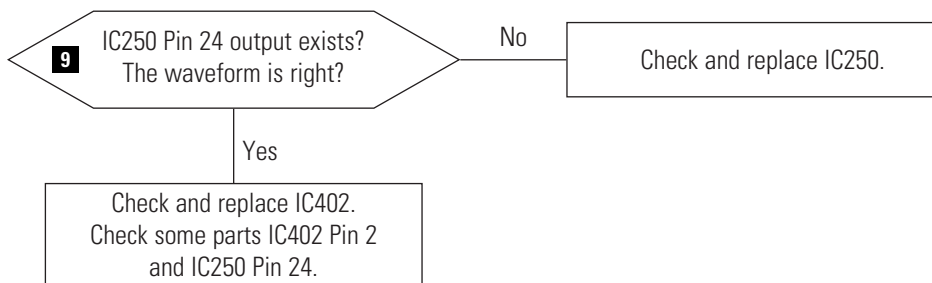 9
IC250 Pin 24 output exists?
The waveform is right?
No
Check and replace IC250.
Yes
Check and replace IC402.
Check some parts IC402 Pin 2
and IC250 Pin 24.